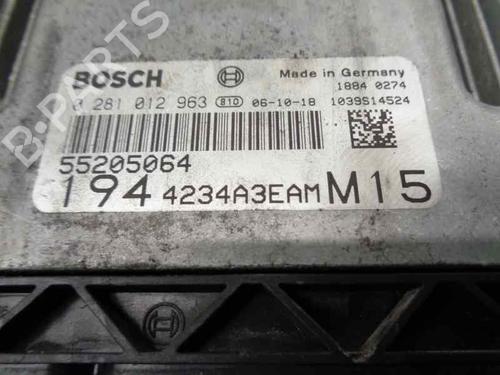 B-PARTS
BOSCH
Made in Germany
1884 0274
0 281 012 963 810 06-10-18 1039S14524
55205064
194 4234A3EAM M15